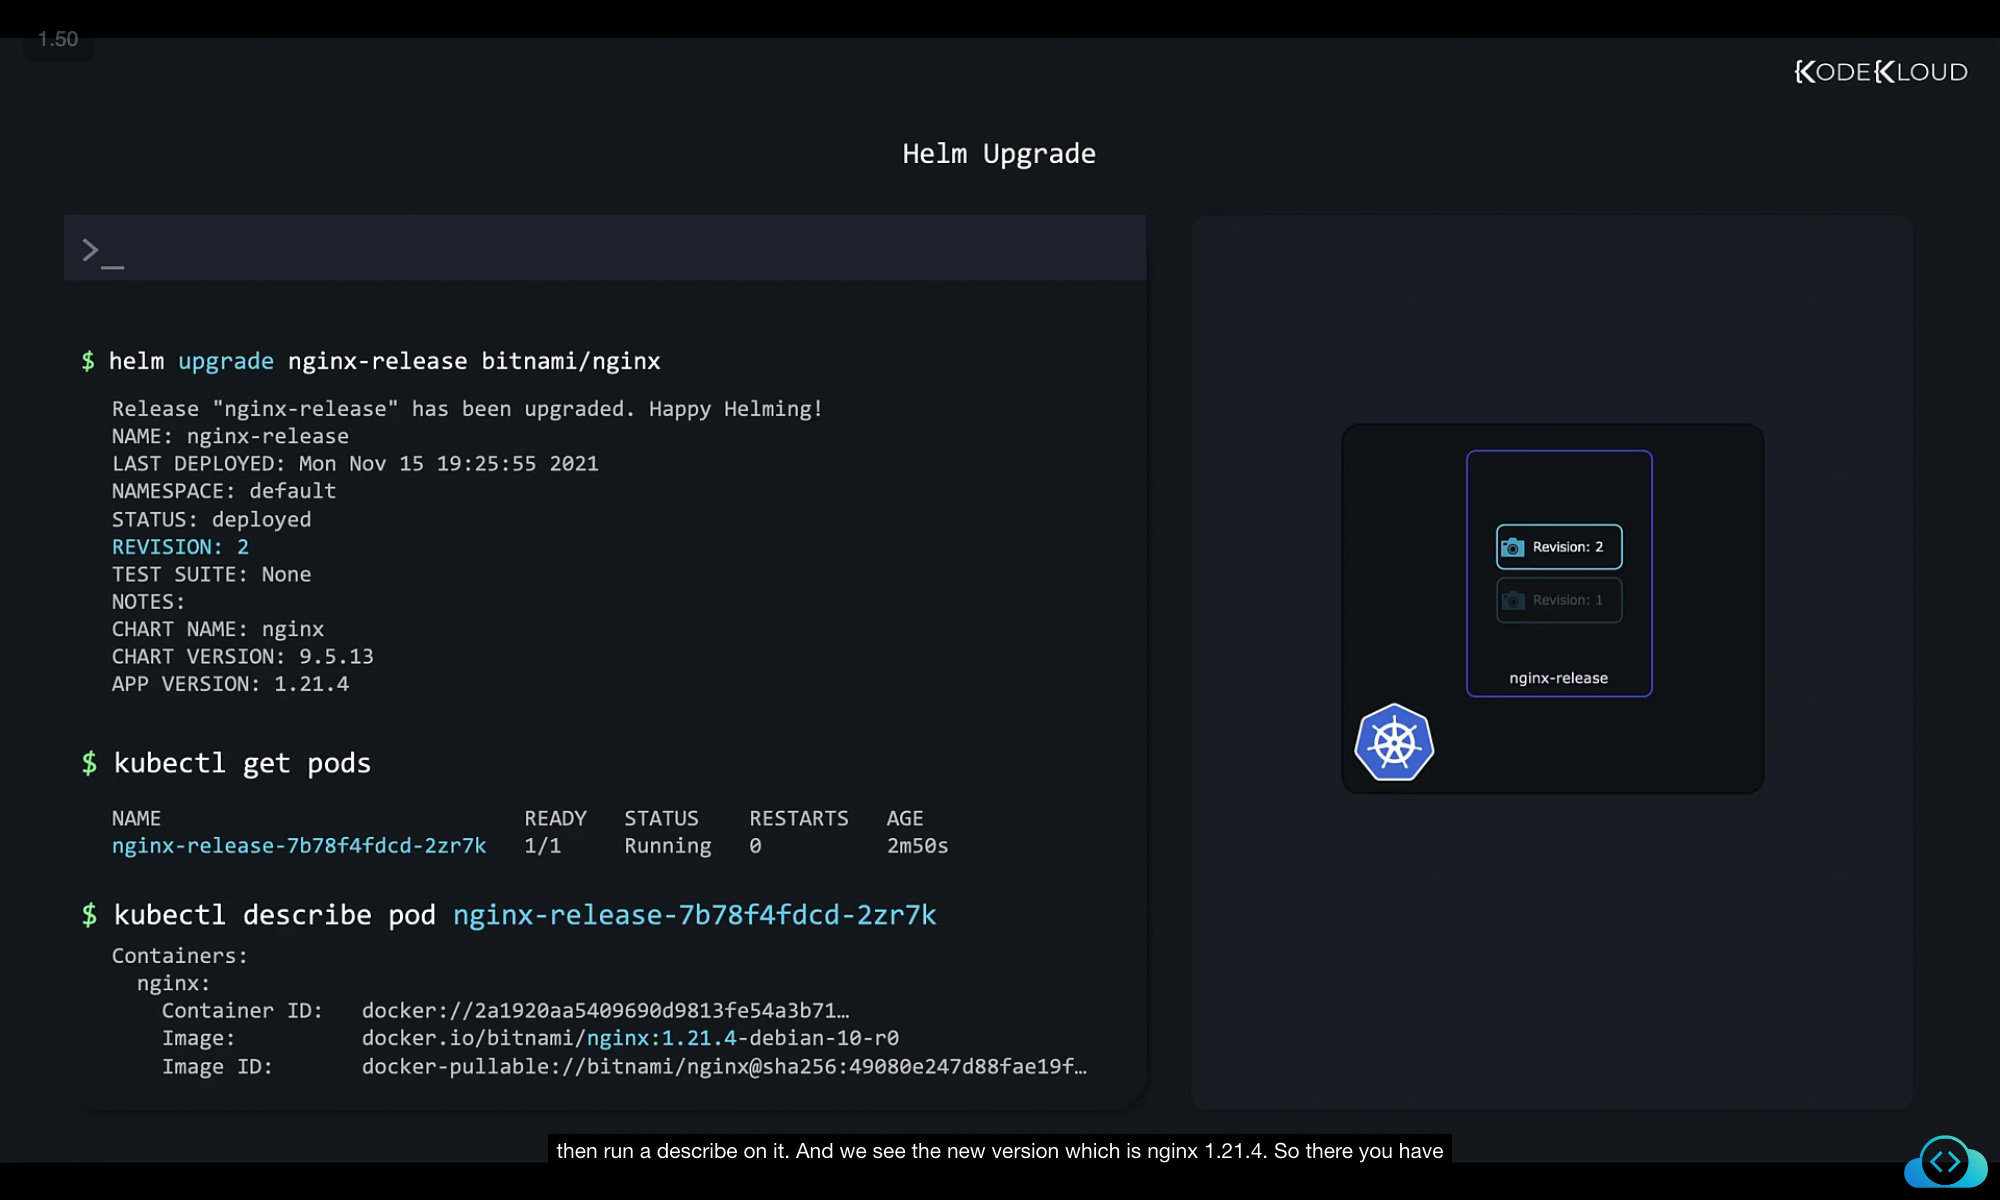 1.50
KODEKLOUD
Helm Upgrade
>_
$ helm upgrade nginx-release bitnami/nginx
Release "nginx-release" has been upgraded. Happy Helming!
NAME: nginx-release
LAST DEPLOYED: Mon Nov 15 19:25:55 2021
NAMESPACE: default
STATUS: deployed
REVISION: 2
TEST SUITE: None
NOTES:
CHART NAME: nginx
CHART VERSION: 9.5.13
APP VERSION: 1.21.4
$ kubectl get pods
NAME READY STATUS RESTARTS AGE
nginx-release-7b78f4fdcd-2zr7k 1/1 Running 0 2m50s
$ kubectl describe pod nginx-release-7b78f4fdcd-2zr7k
Containers:
nginx:
Container ID: docker://2a1920aa5409690d9813fe54a3b71…
Image: docker.io/bitnami/nginx:1.21.4-debian-10-r0
Image ID: docker-pullable://bitnami/nginx@sha256:49080e247d88fae19f…
Revision: 2
Revision: 1
nginx-release
then run a describe on it. And we see the new version which is nginx 1.21.4. So there you have